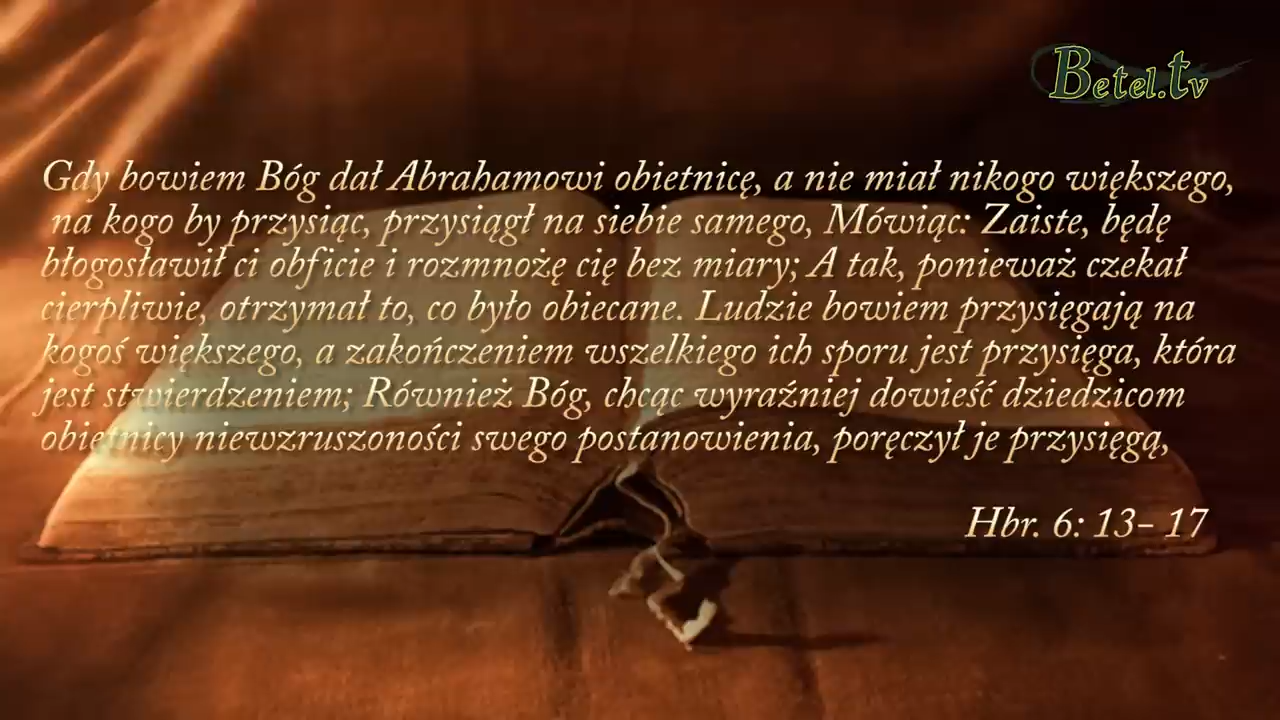 Betel.tv
Gdy bowiem Bóg dał Abrahamowi obietnicę, a nie miał nikogo większego,
na kogo by przysiąc, przysiągł na siebie samego, Mówiąc: Zaiste, będę
błogosławił ci obficie i rozmnożę cię bez miary; A tak, ponieważ czekał
cierpliwie, otrzymał to, co było obiecane. Ludzie bowiem przysięgają na
kogoś większego, a zakończeniem wszelkiego ich sporu jest przysięga, która
jest stwierdzeniem; Również Bóg, chcąc wyraźniej dowieść dziedzicom
obietnicy niewzruszoności swego postanowienia, poręczył je przysięgą,
Hbr. 6: 13- 17